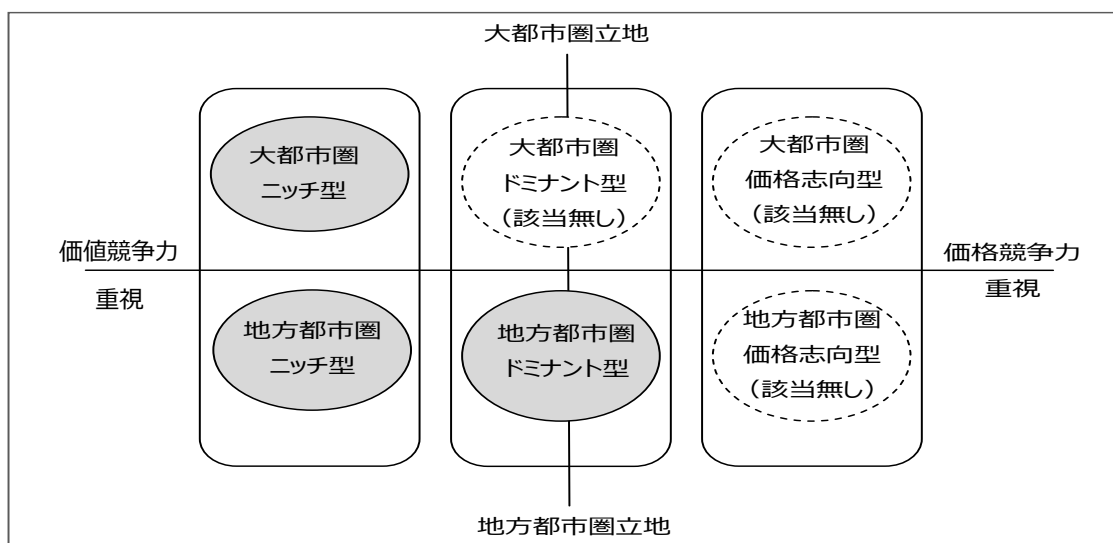 大都市圏立地
大都市圏
ニッチ型
大都市圏
ドミナント型
（該当無し）
大都市圏
価格志向型
（該当無し）
価値競争力
重視
価格競争力
重視
地方都市圏
ニッチ型
地方都市圏
ドミナント型
地方都市圏
価格志向型
（該当無し）
地方都市圏立地